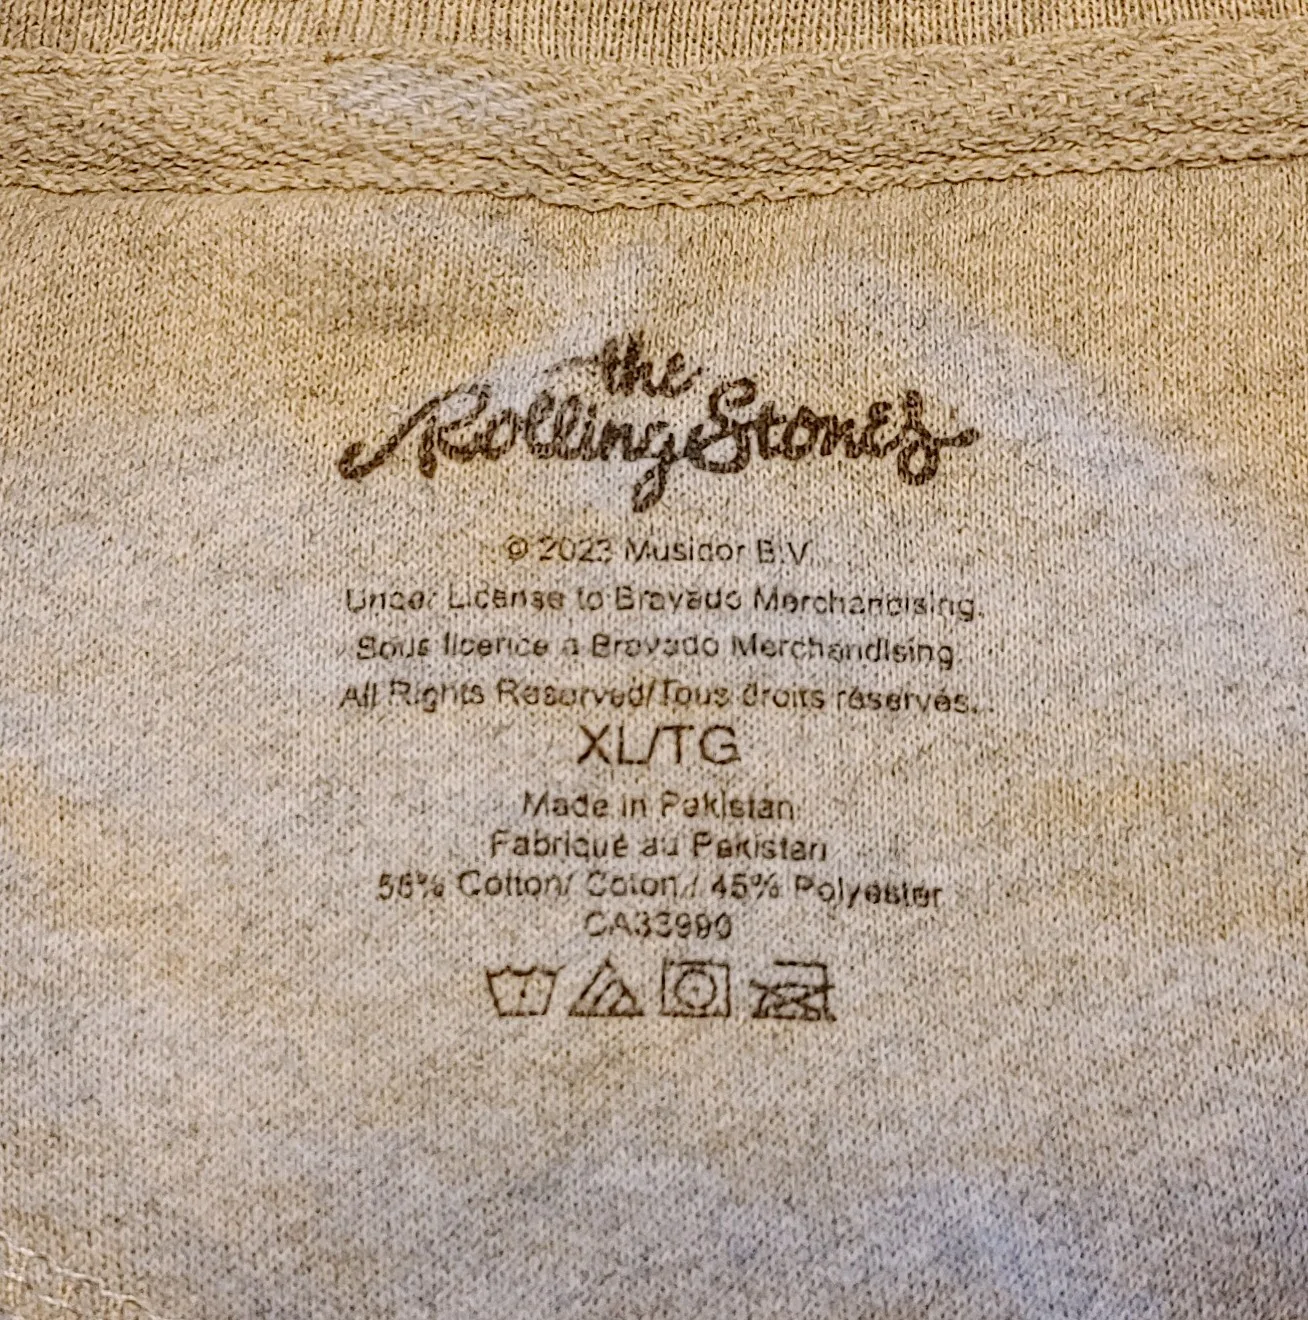 the
Rolling Stones
© 2023 Musidor B.V.
Under License to Bravado Merchandising.
Sous licence à Bravado Merchandising
All Rights Reserved/Tous droits réservés.
XL/TG
Made in Pakistan
Fabriqué au Pakistan
55% Cotton/ Coton / 45% Polyester
CA33990